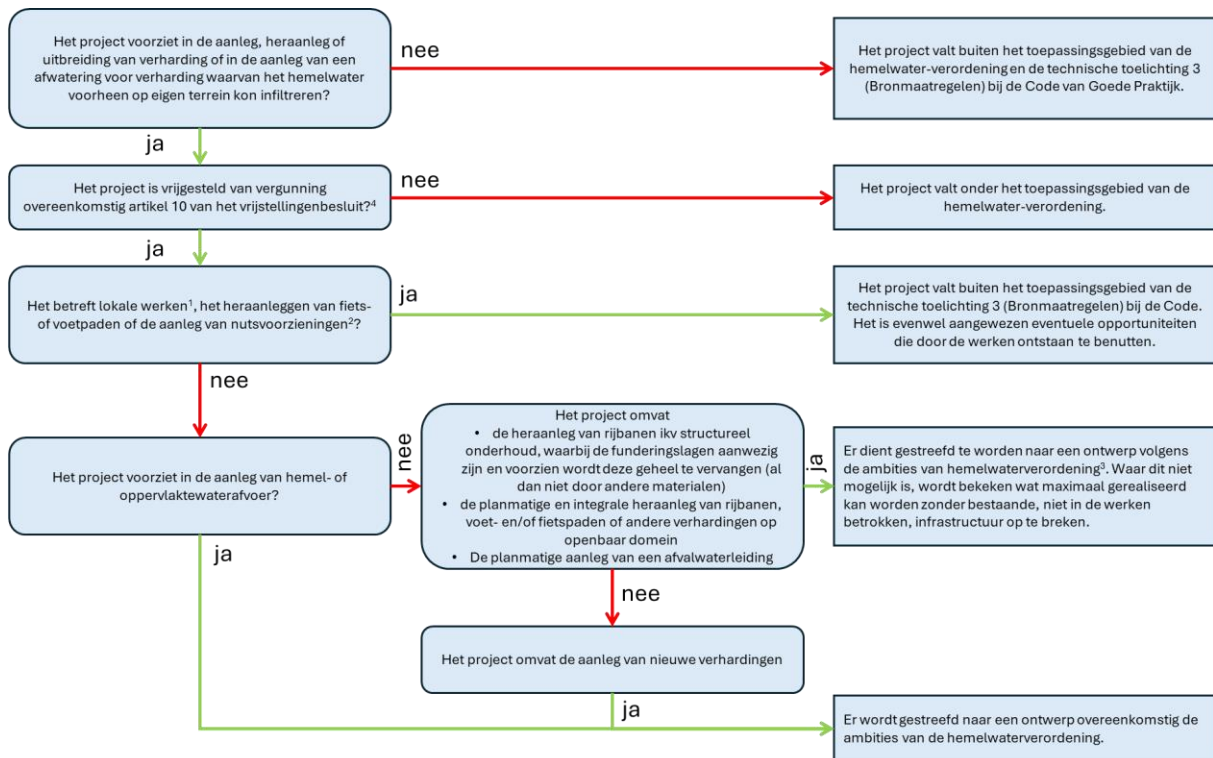 Het project voorziet in de aanleg, heraanleg of
uitbreiding van verharding of in de aanleg van een
afwatering voor verharding waarvan het hemelwater
voorheen op eigen terrein kon infiltreren?
nee
Het project valt buiten het toepassingsgebied van de
hemelwater-verordening en de technische toelichting 3
(Bronmaatregelen) bij de Code van Goede Praktijk.
ja
Het project is vrijgesteld van vergunning
overeenkomstig artikel 10 van het vrijstellingenbesluit?⁴
nee
Het project valt onder het toepassingsgebied van de
hemelwater-verordening.
ja
Het betreft lokale werken¹, het heraanleggen van fiets-
of voetpaden of de aanleg van nutsvoorzieningen²?
ja
Het project valt buiten het toepassingsgebied van de
technische toelichting 3 (Bronmaatregelen) bij de Code.
Het is evenwel aangewezen eventuele opportuniteiten
die door de werken ontstaan te benutten.
nee
Het project voorziet in de aanleg van hemel- of
oppervlaktewaterafvoer?
nee
Het project omvat
• de heraanleg van rijbanen ikv structureel
onderhoud, waarbij de funderingslagen aanwezig
zijn en voorzien wordt deze geheel te vervangen (al
dan niet door andere materialen)
• de planmatige en integrale heraanleg van rijbanen,
voet- en/of fietspaden of andere verhardingen op
openbaar domein
• De planmatige aanleg van een afvalwaterleiding
ja
Er dient gestreefd te worden naar een ontwerp volgens
de ambities van hemelwaterverordening³. Waar dit niet
mogelijk is, wordt bekeken wat maximaal gerealiseerd
kan worden zonder bestaande, niet in de werken
betrokken, infrastructuur op te breken.
ja
nee
Het project omvat de aanleg van nieuwe verhardingen
ja
Er wordt gestreefd naar een ontwerp overeenkomstig de
ambities van de hemelwaterverordening.